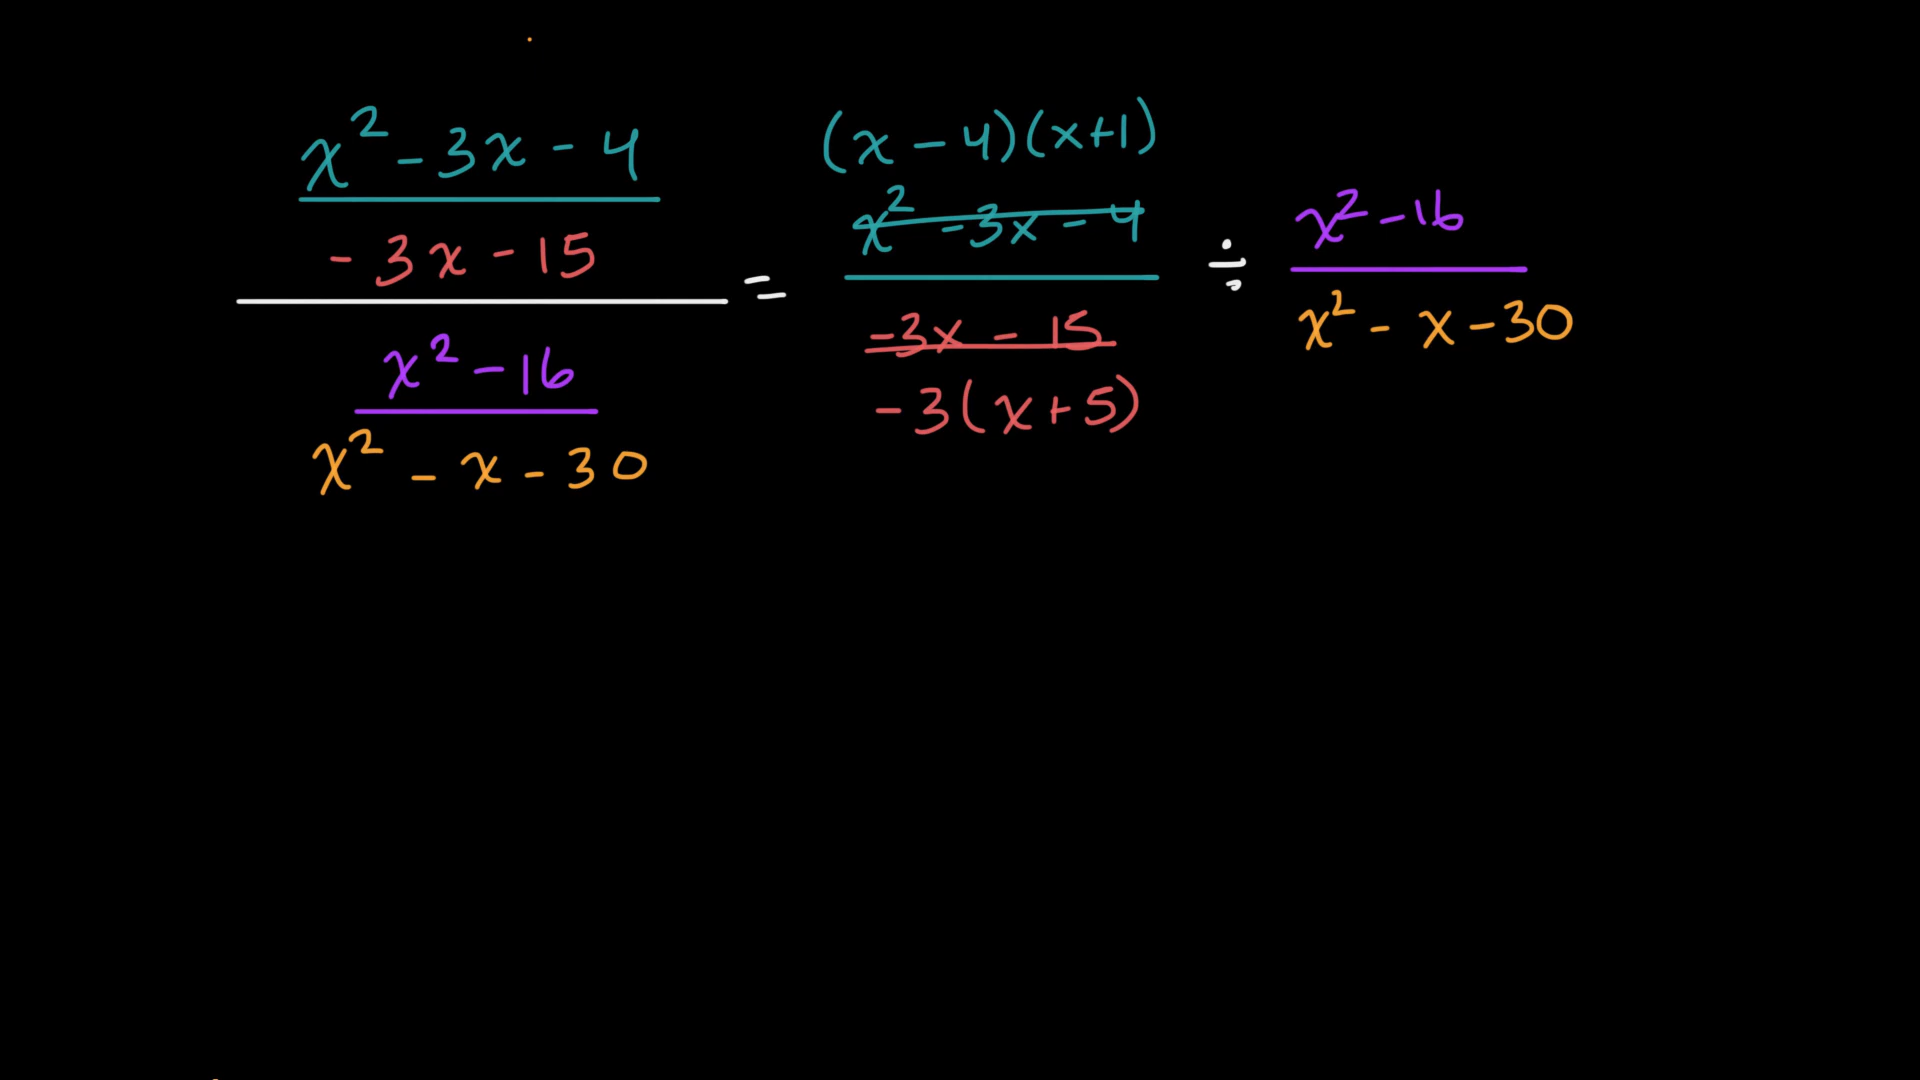 (x - 4)(x+1)
x² - 3x - 4
x² - 3x - 4
x² - 16
- 3x - 15
=
÷
- 3x - 15
x² - x - 30
x² - 16
- 3(x + 5)
x² - x - 30